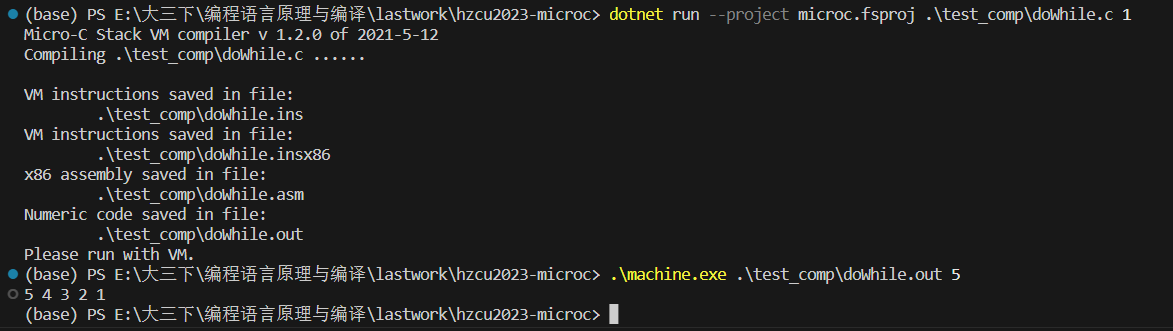 (base) PS E:\大三下\编程语言原理与编译\lastwork\hzcu2023-microc> dotnet run --project microc.fsproj .\test_comp\doWhile.c 1
Micro-C Stack VM compiler v 1.2.0 of 2021-5-12
Compiling .\test_comp\doWhile.c ......
VM instructions saved in file:
.\test_comp\doWhile.ins
VM instructions saved in file:
.\test_comp\doWhile.insx86
x86 assembly saved in file:
.\test_comp\doWhile.asm
Numeric code saved in file:
.\test_comp\doWhile.out
Please run with VM.
(base) PS E:\大三下\编程语言原理与编译\lastwork\hzcu2023-microc> .\machine.exe .\test_comp\doWhile.out 5
5 4 3 2 1
(base) PS E:\大三下\编程语言原理与编译\lastwork\hzcu2023-microc>